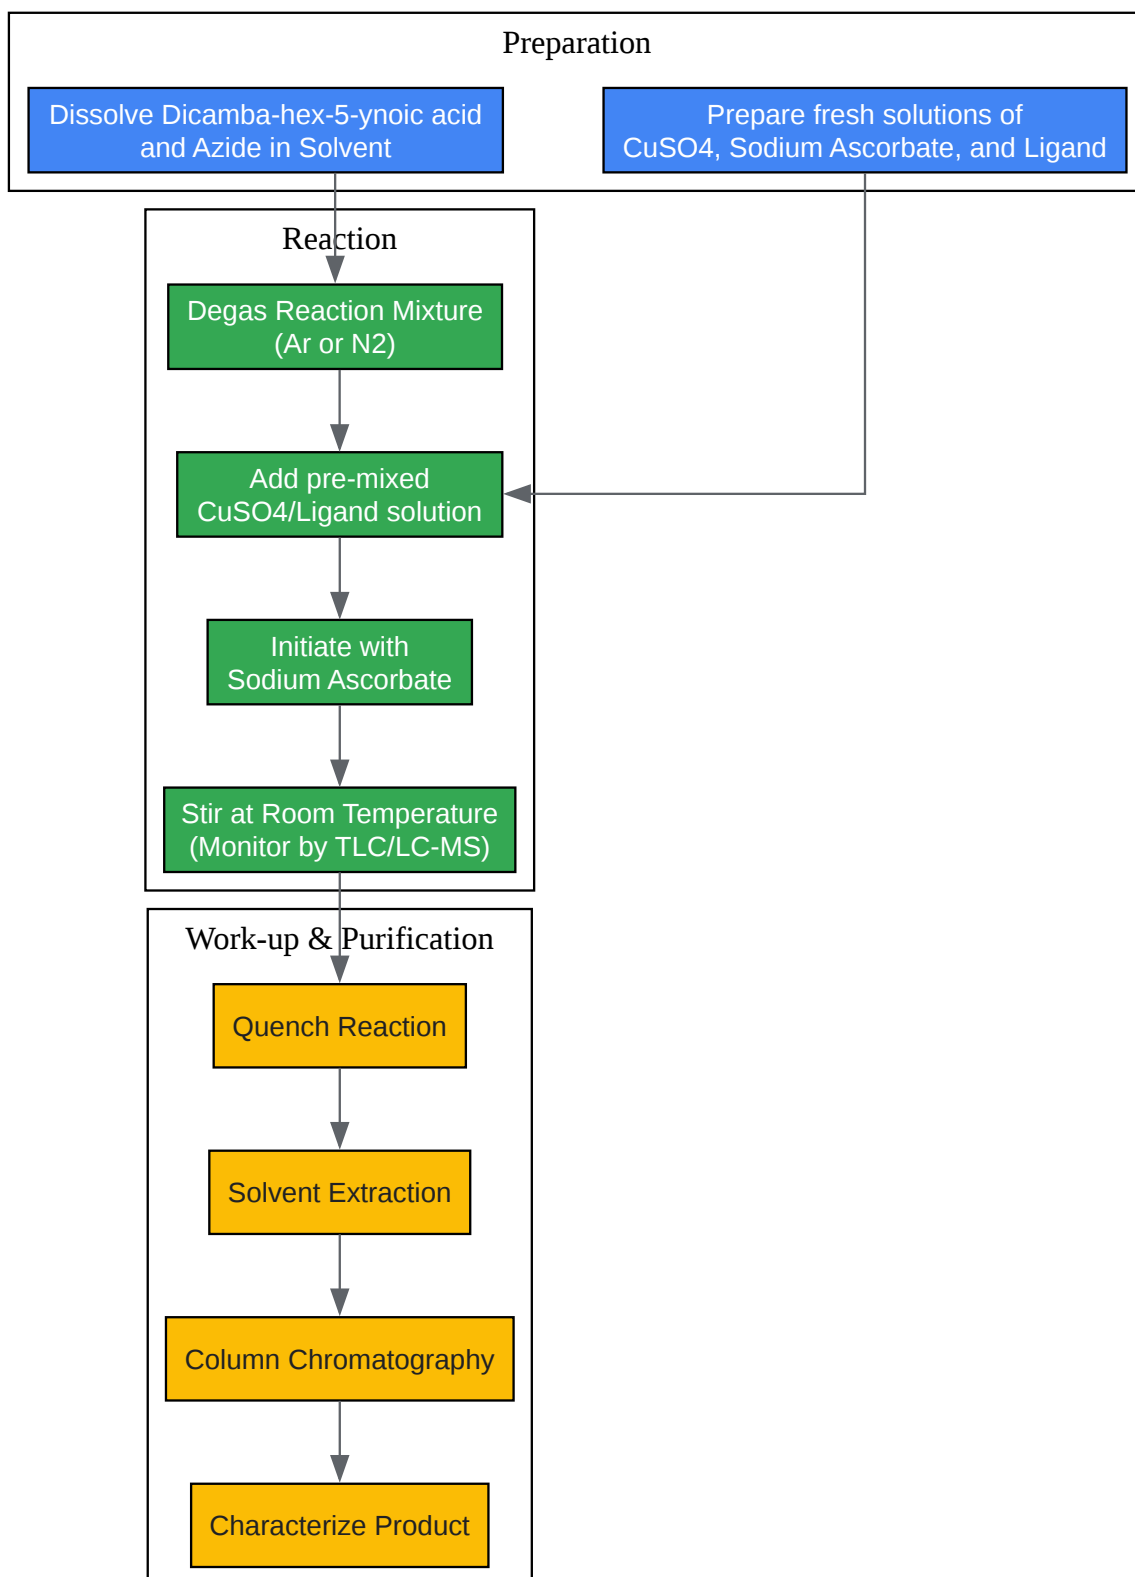 Preparation
Dissolve Dicamba-hex-5-ynoic acid
and Azide in Solvent
Prepare fresh solutions of
CuSO4, Sodium Ascorbate, and Ligand
Reaction
Degas Reaction Mixture
(Ar or N2)
Add pre-mixed
CuSO4/Ligand solution
Initiate with
Sodium Ascorbate
Stir at Room Temperature
(Monitor by TLC/LC-MS)
Work-up & Purification
Quench Reaction
Solvent Extraction
Column Chromatography
Characterize Product